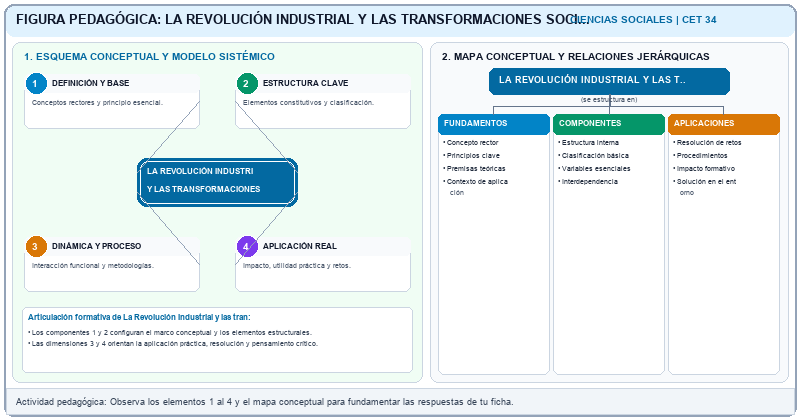 FIGURA PEDAGÓGICA: LA REVOLUCIÓN INDUSTRIAL Y LAS TRANSFORMACIONES SOCI...
CIENCIAS SOCIALES | CET 34
1. ESQUEMA CONCEPTUAL Y MODELO SISTÉMICO
1 DEFINICIÓN Y BASE
Conceptos rectores y principio esencial.
2 ESTRUCTURA CLAVE
Elementos constitutivos y clasificación.
LA REVOLUCIÓN INDUSTRI
Y LAS TRANSFORMACIONES
3 DINÁMICA Y PROCESO
Interacción funcional y metodologías.
4 APLICACIÓN REAL
Impacto, utilidad práctica y retos.
Articulación formativa de La Revolución Industrial y las tran:
• Los componentes 1 y 2 configuran el marco conceptual y los elementos estructurales.
• Las dimensiones 3 y 4 orientan la aplicación práctica, resolución y pensamiento crítico.
2. MAPA CONCEPTUAL Y RELACIONES JERÁRQUICAS
LA REVOLUCIÓN INDUSTRIAL Y LAS T..
(se estructura en)
FUNDAMENTOS
• Concepto rector
• Principios clave
• Premisas teóricas
• Contexto de aplica
ción
COMPONENTES
• Estructura interna
• Clasificación básica
• Variables esenciales
• Interdependencia
APLICACIONES
• Resolución de retos
• Procedimientos
• Impacto formativo
• Solución en el ent
orno
Actividad pedagógica: Observa los elementos 1 al 4 y el mapa conceptual para fundamentar las respuestas de tu ficha.